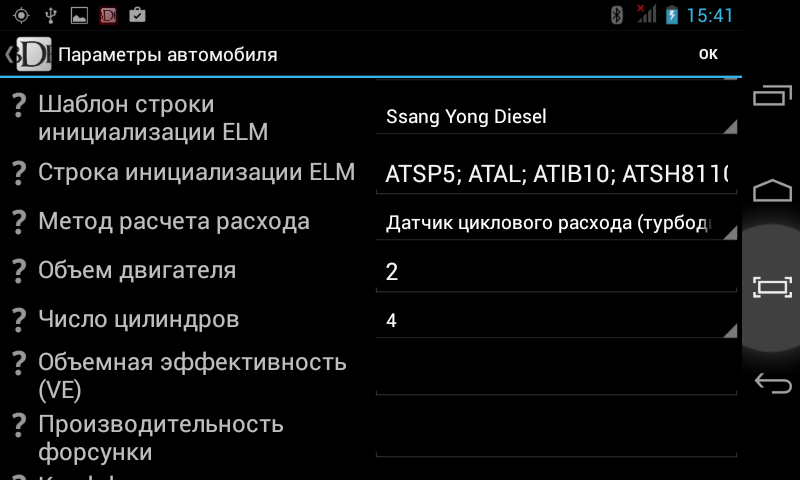 15:41
Параметры автомобиля
ОК
? Шаблон строки
инициализации ELM
Ssang Yong Diesel
? Строка инициализации ELM
ATSP5; ATAL; ATIB10; ATSH8110
? Метод расчета расхода
Датчик циклового расхода (турбод
? Объем двигателя
2
? Число цилиндров
4
? Объемная эффективность
(VE)
? Производительность
форсунки